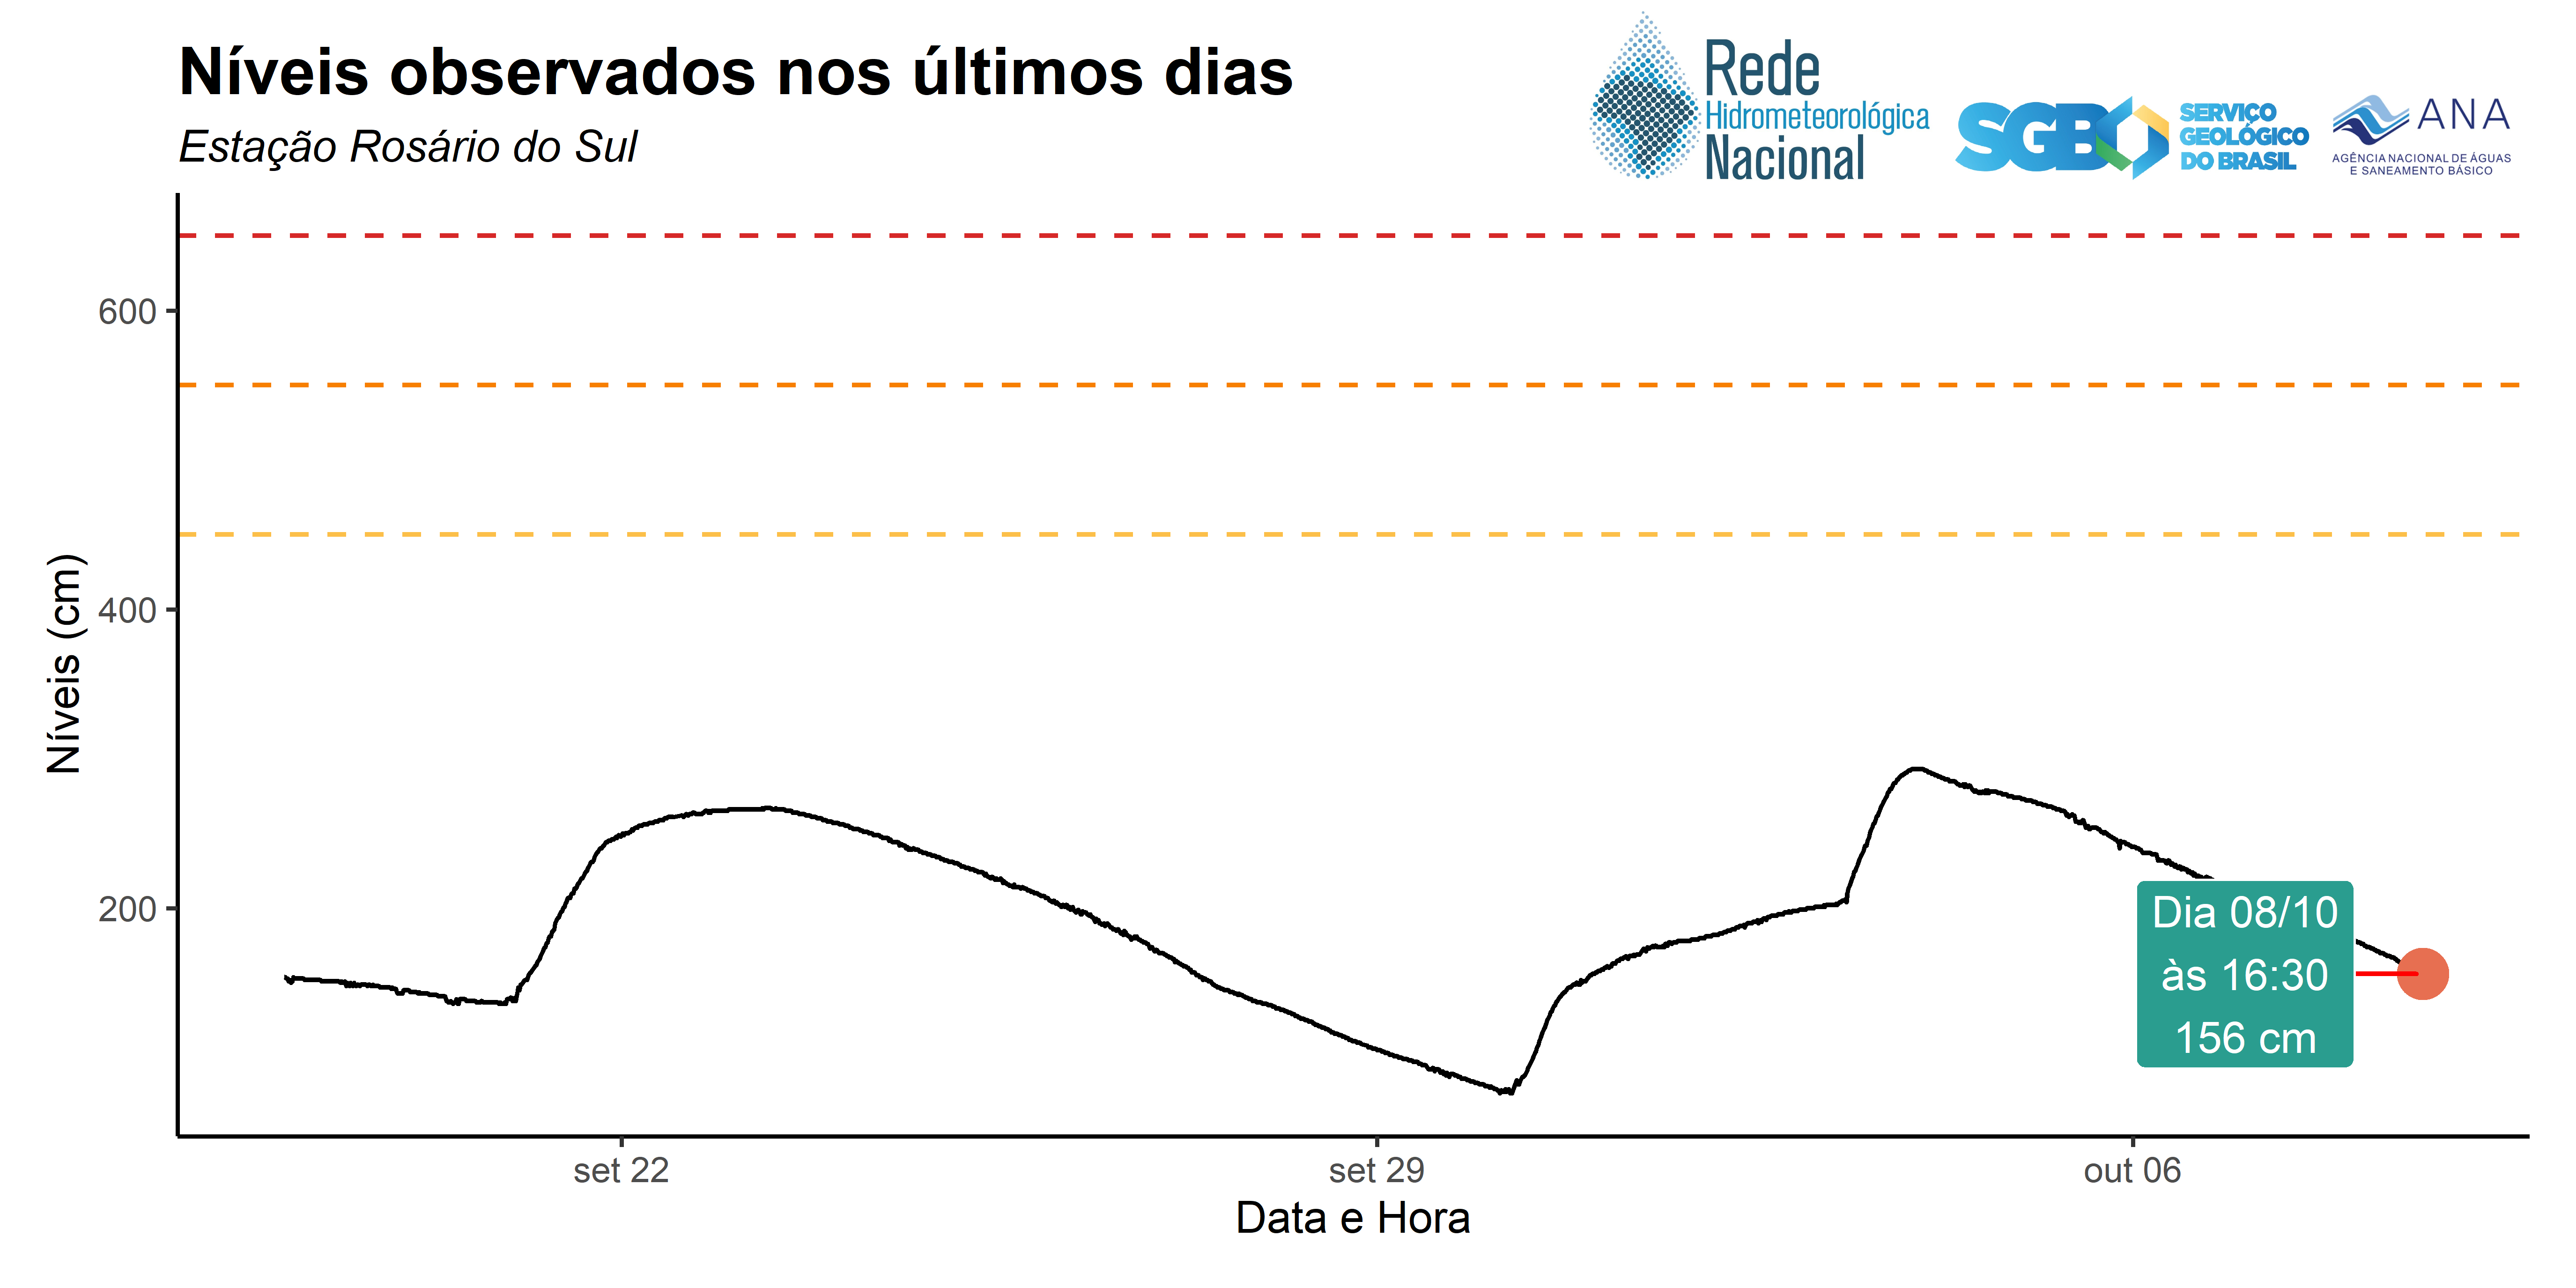 Níveis observados nos últimos dias
Estação Rosário do Sul
Rede
Hidrometeorológica
Nacional
SGB
SERVIÇO
GEOLÓGICO
DO BRASIL
ANA
AGÊNCIA NACIONAL DE ÁGUAS
E SANEAMENTO BÁSICO
Níveis (cm)
600
400
200
Dia 08/10
às 16:30
156 cm
set 22
set 29
out 06
Data e Hora